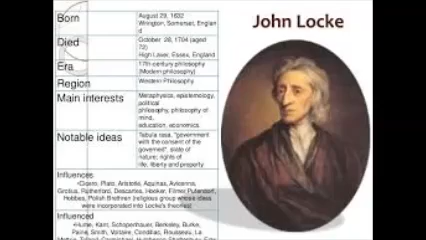 John Locke
Born
August 29, 1632
Wrington, Somerset, Englan
d
Died
October 28, 1704 (aged
72)
High Laver, Essex, England
Era
17th-century philosophy
(Modern philosophy)
Region
Western Philosophy
Main interests
Metaphysics, epistemology,
political
philosophy, philosophy of
mind,
education, economics
Notable ideas
Tabula rasa, "government
with the consent of the
governed", state of
nature; rights of
life, liberty and property
Influences
•Cicero, Plato, Aristotle, Aquinas, Avicenna,
Grotius, Rutherford, Descartes, Hooker, Filmer, Pufendorf,
Hobbes, Polish Brethren (religious group whose ideas
were incorporated into Locke's theories)
Influenced
•Hume, Kant, Schopenhauer, Berkeley, Burke,
Paine, Smith, Voltaire, Condillac, Rousseau, La